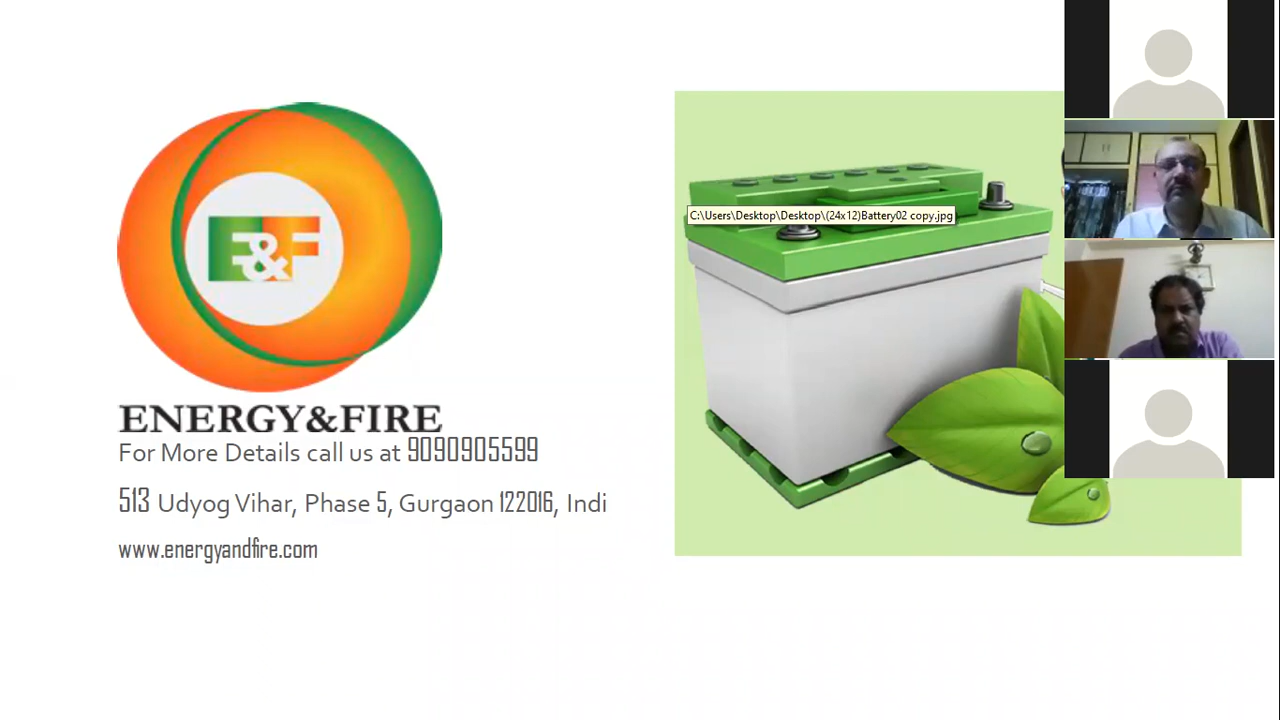 E&F
ENERGY&FIRE
For More Details call us at 9090905599
513 Udyog Vihar, Phase 5, Gurgaon 122016, Indi
www.energyandfire.com
C:\Users\Desktop\Desktop\(24x12)Battery02 copy.jpg